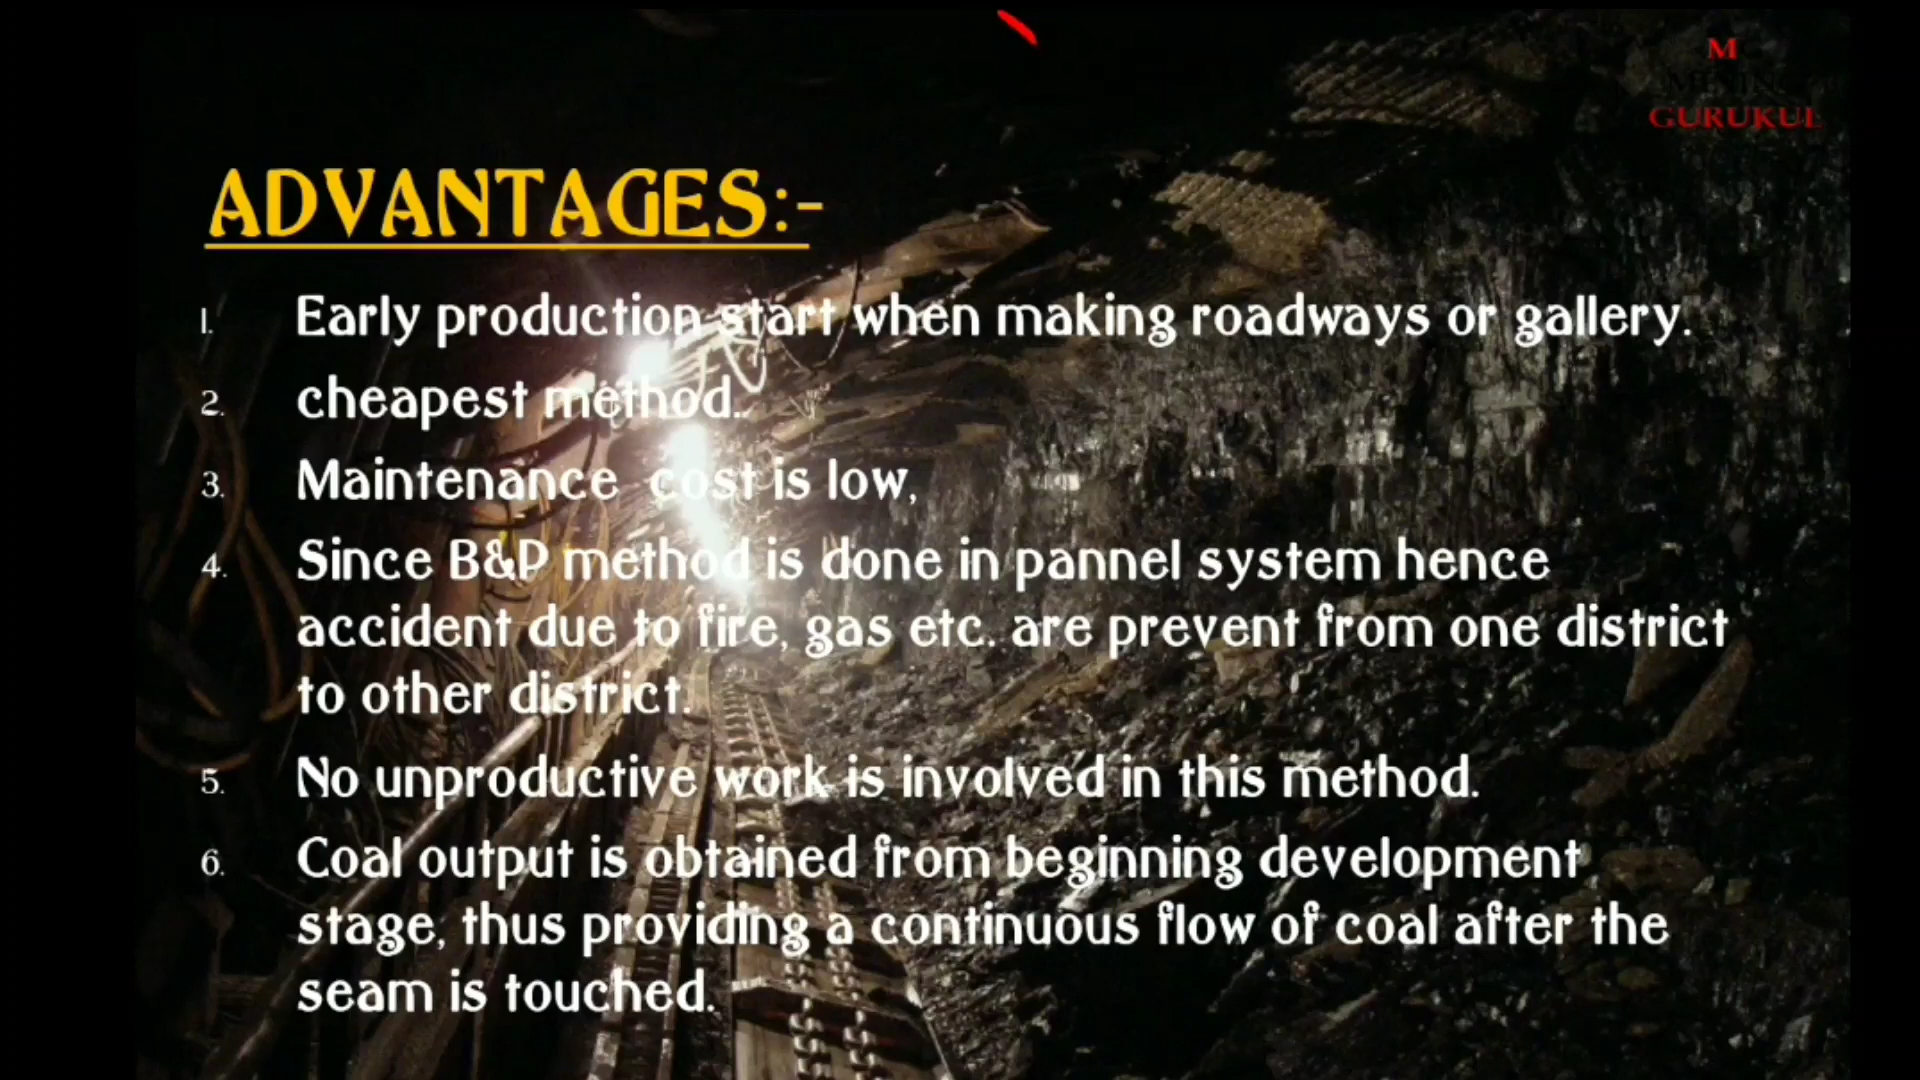 M
GURUKUL
ADVANTAGES:-
1. Early production start when making roadways or gallery.
2. cheapest method..
3. Maintenance cost is low,
4. Since B&P method is done in pannel system hence
accident due to fire, gas etc. are prevent from one district
to other district.
5. No unproductive work is involved in this method.
6. Coal output is obtained from beginning development
stage, thus providing a continuous flow of coal after the
seam is touched.